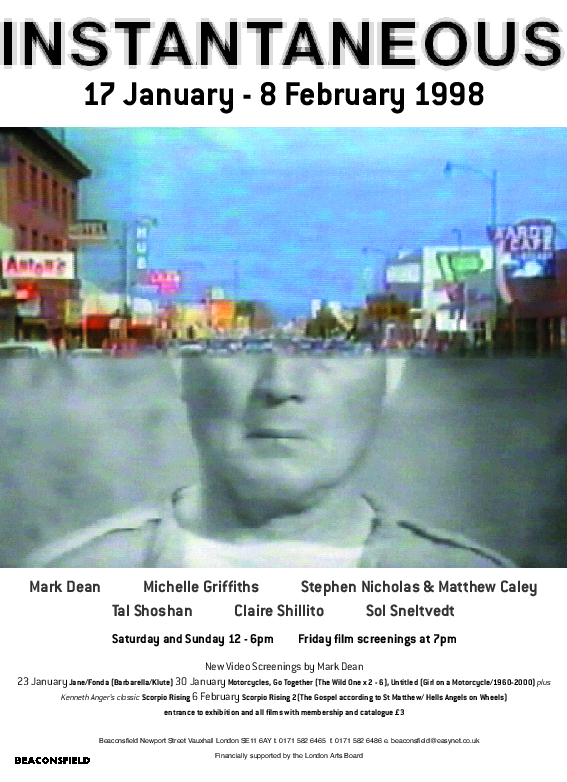 INSTANTANEOUS
17 January - 8 February 1998
HOTEL
HUB
Anton's
WARD'S
CAFE
Mark Dean Michelle Griffiths Stephen Nicholas & Matthew Caley
Tal Shoshan Claire Shillito Sol Sneltvedt
Saturday and Sunday 12 - 6pm Friday film screenings at 7pm
New Video Screenings by Mark Dean
23 January Jane/Fonda (Barbarella/Klute) 30 January Motorcycles, Go Together (The Wild One x 2 - 6), Untitled (Girl on a Motorcycle/1960-2000) plus
Kenneth Anger's classic Scorpio Rising 6 February Scorpio Rising 2 (The Gospel according to St Matthew/ Hells Angels on Wheels)
entrance to exhibition and all films with membership and catalogue £3
Beaconsfield Newport Street Vauxhall London SE11 6AY t. 0171 582 6465 f. 0171 582 6486 e. beaconsfield@easynet.co.uk
Financially supported by the London Arts Board
BEACONSFIELD